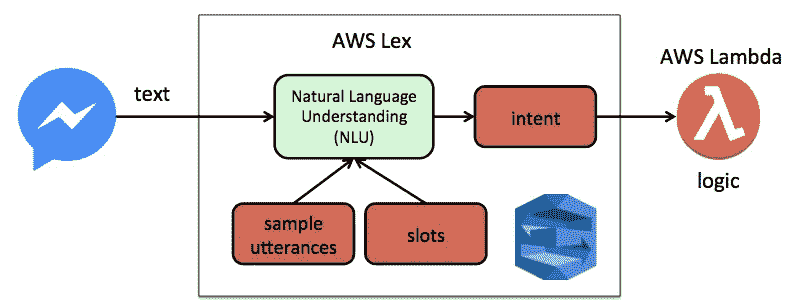 AWS Lex
AWS Lambda
text
Natural Language
Understanding
(NLU)
intent
λ
logic
sample
utterances
slots